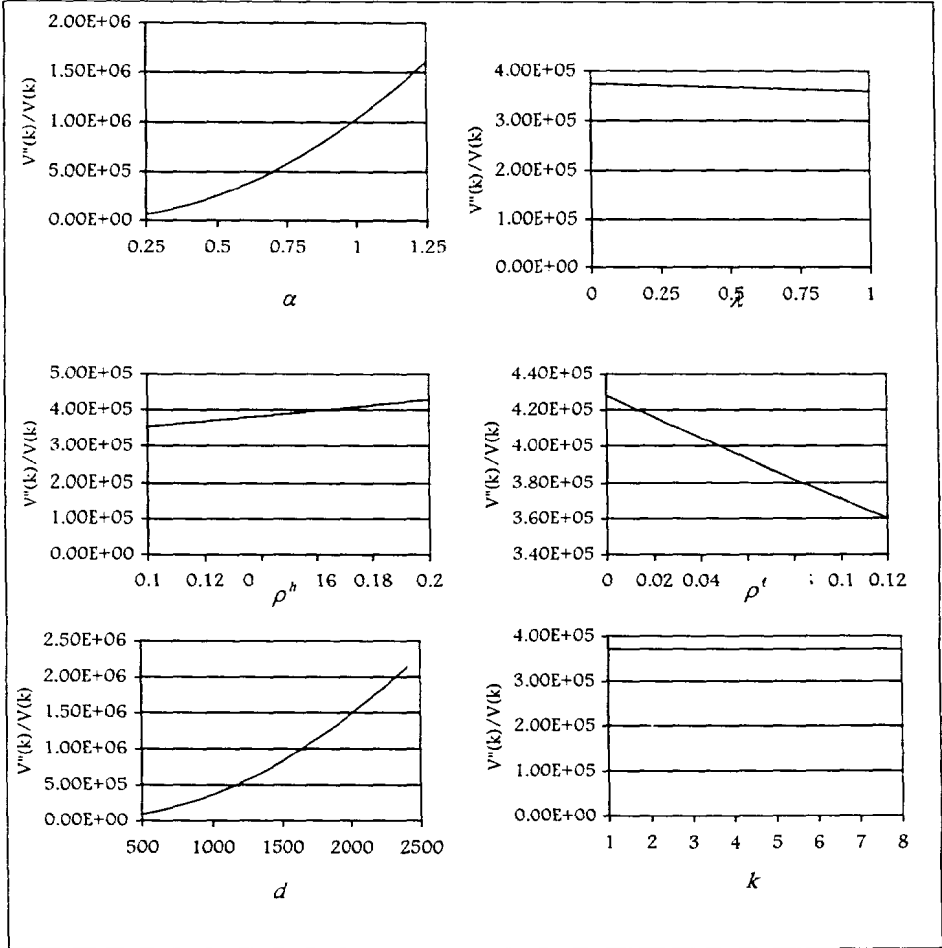 2.00E+06
1.50E+06
1.00E+06
5.00E+05
0.00E+00
V"(k)/V(k)
0.25 0.5 0.75 1 1.25
α
4.00E+05
3.00E+05
2.00E+05
1.00E+05
0.00E+00
V"(k)/V(k)
0 0.25 0.5 0.75 1
λ
5.00E+05
4.00E+05
3.00E+05
2.00E+05
1.00E+05
0.00E+00
V"(k)/V(k)
0.1 0.12 0 16 0.18 0.2
ρʰ
4.40E+05
4.20E+05
4.00E+05
3.80E+05
3.60E+05
3.40E+05
V"(k)/V(k)
0 0.02 0.04 0.1 0.12
ρᵗ
2.50E+06
2.00E+06
1.50E+06
1.00E+06
5.00E+05
0.00E+00
V"(k)/V(k)
500 1000 1500 2000 2500
d
4.00E+05
3.00E+05
2.00E+05
1.00E+05
0.00E+00
V"(k)/V(k)
1 2 3 4 5 6 7 8
k